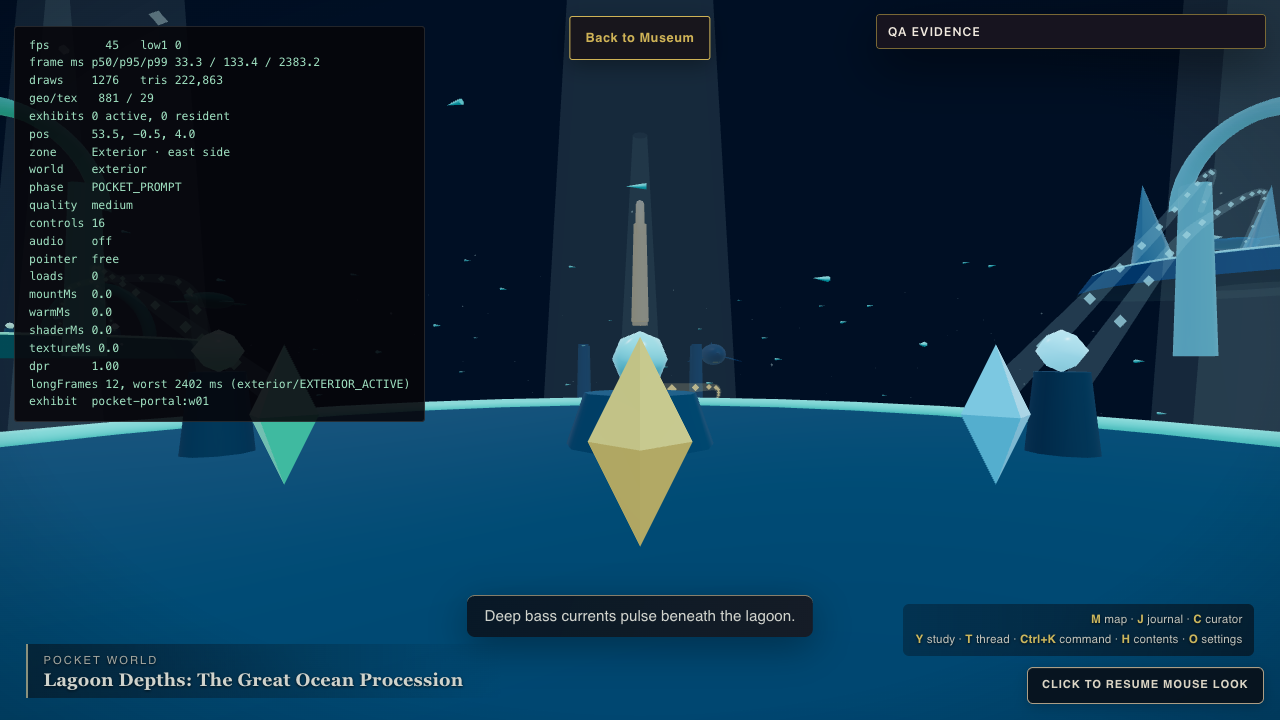 fps 45 low1 0
frame ms p50/p95/p99 33.3 / 133.4 / 2383.2
draws 1276 tris 222,863
geo/tex 881 / 29
exhibits 0 active, 0 resident
pos 53.5, −0.5, 4.0
zone Exterior · east side
world exterior
phase POCKET_PROMPT
quality medium
controls 16
audio off
pointer free
loads 0
mountMs 0.0
warmMs 0.0
shaderMs 0.0
textureMs 0.0
dpr 1.00
longFrames 12, worst 2402 ms (exterior/EXTERIOR_ACTIVE)
exhibit pocket-portal:w01
Back to Museum
QA EVIDENCE
Deep bass currents pulse beneath the lagoon.
POCKET WORLD
Lagoon Depths: The Great Ocean Procession
M map · J journal · C curator
Y study · T thread · Ctrl+K command · H contents · O settings
CLICK TO RESUME MOUSE LOOK